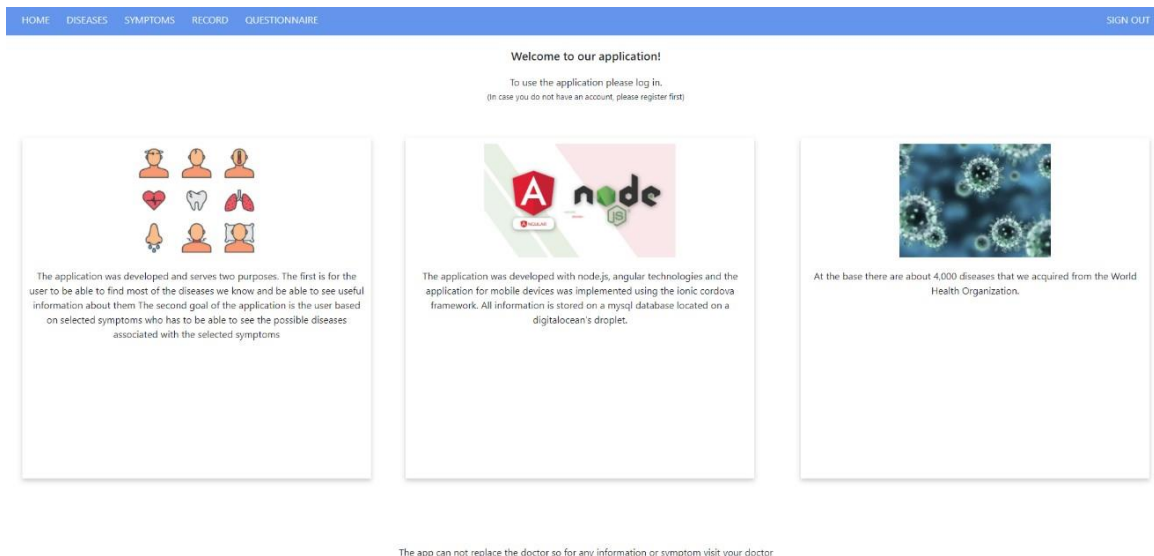 HOME DISEASES SYMPTOMS RECORD QUESTIONNAIRE SIGN OUT
Welcome to our application!
To use the application please log in.
(In case you do not have an account, please register first)
The application was developed and serves two purposes. The first is for the
user to be able to find most of the diseases we know and be able to see useful
information about them The second goal of the application is the user based
on selected symptoms who has to be able to see the possible diseases
associated with the selected symptoms
A
ANGULAR
node
JS
The application was developed with node.js, angular technologies and the
application for mobile devices was implemented using the ionic cordova
framework. All information is stored on a mysql database located on a
digitalocean's droplet.
At the base there are about 4,000 diseases that we acquired from the World
Health Organization.
The app can not replace the doctor so for any information or symptom visit your doctor